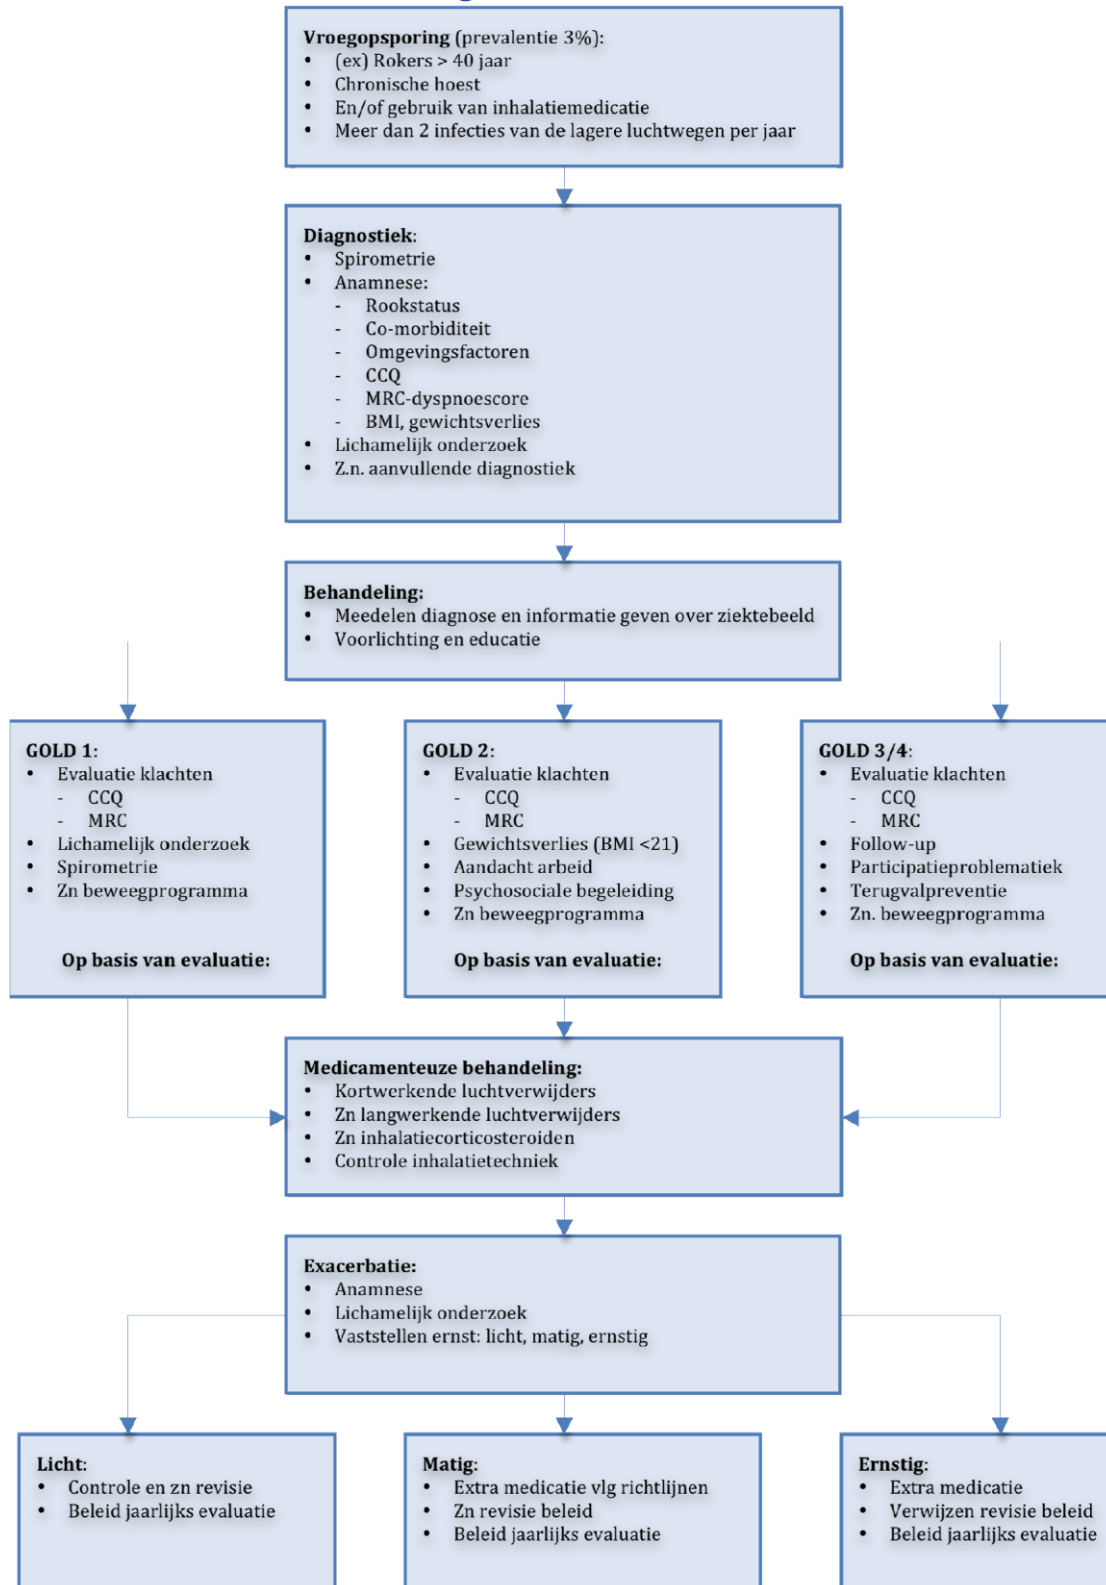 Vroegopsporing (prevalentie 3%):
• (ex) Rokers > 40 jaar
• Chronische hoest
• En/of gebruik van inhalatiemedicatie
• Meer dan 2 infecties van de lagere luchtwegen per jaar
Diagnostiek:
• Spirometrie
• Anamnese:
- Rookstatus
- Co-morbiditeit
- Omgevingsfactoren
- CCQ
- MRC-dyspnoescore
- BMI, gewichtsverlies
• Lichamelijk onderzoek
• Z.n. aanvullende diagnostiek
Behandeling:
• Meedelen diagnose en informatie geven over ziektebeeld
• Voorlichting en educatie
GOLD 1:
• Evaluatie klachten
- CCQ
- MRC
• Lichamelijk onderzoek
• Spirometrie
• Zn beweegprogramma
Op basis van evaluatie:
GOLD 2:
• Evaluatie klachten
- CCQ
- MRC
• Gewichtsverlies (BMI <21)
• Aandacht arbeid
• Psychosociale begeleiding
• Zn beweegprogramma
Op basis van evaluatie:
GOLD 3/4:
• Evaluatie klachten
- CCQ
- MRC
• Follow-up
• Participatieproblematiek
• Terugvalpreventie
• Zn. beweegprogramma
Op basis van evaluatie:
Medicamenteuze behandeling:
• Kortwerkende luchtverwijders
• Zn langwerkende luchtverwijders
• Zn inhalatiecorticosteroiden
• Controle inhalatietechniek
Exacerbatie:
• Anamnese
• Lichamelijk onderzoek
• Vaststellen ernst: licht, matig, ernstig
Licht:
• Controle en zn revisie
• Beleid jaarlijks evaluatie
Matig:
• Extra medicatie vlg richtlijnen
• Zn revisie beleid
• Beleid jaarlijks evaluatie
Ernstig:
• Extra medicatie
• Verwijzen revisie beleid
• Beleid jaarlijks evaluatie